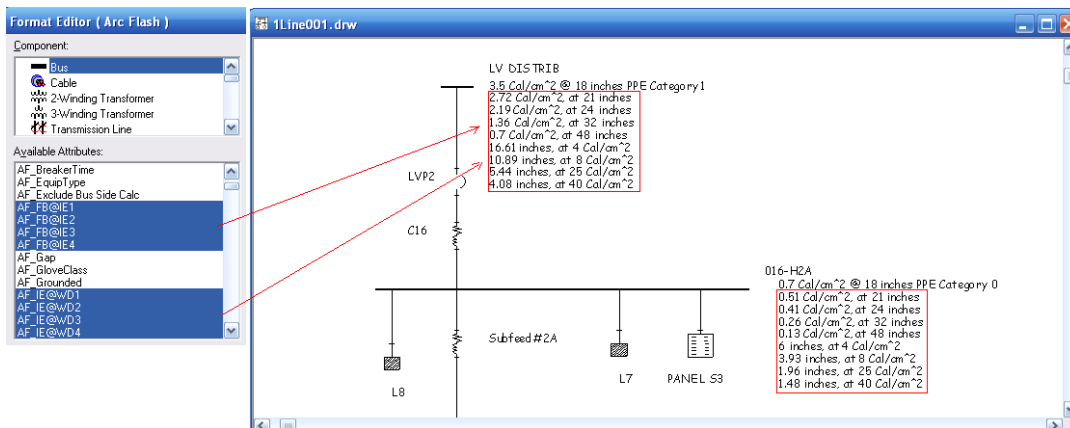 Format Editor ( Arc Flash )
Component:
Bus
Cable
2-Winding Transformer
3-Winding Transformer
Transmission Line
Available Attributes:
AF_BreakerTime
AF_EquipType
AF_Exclude Bus Side Calc
AF_FB@IE1
AF_FB@IE2
AF_FB@IE3
AF_FB@IE4
AF_Gap
AF_GloveClass
AF_Grounded
AF_IE@WD1
AF_IE@WD2
AF_IE@WD3
AF_IE@WD4
1Line001.drw
LV DISTRIB
3.5 Cal/cm^2 @ 18 inches PPE Category1
2.72 Cal/cm^2, at 21 inches
2.19 Cal/cm^2, at 24 inches
1.36 Cal/cm^2, at 32 inches
0.7 Cal/cm^2, at 48 inches
16.61 inches, at 4 Cal/cm^2
10.89 inches, at 8 Cal/cm^2
5.44 inches, at 25 Cal/cm^2
4.08 inches, at 40 Cal/cm^2
LVP2
C16
016-H2A
0.7 Cal/cm^2 @ 18 inches PPE Category 0
0.51 Cal/cm^2, at 21 inches
0.41 Cal/cm^2, at 24 inches
0.26 Cal/cm^2, at 32 inches
0.13 Cal/cm^2, at 48 inches
6 inches, at 4 Cal/cm^2
3.93 inches, at 8 Cal/cm^2
1.96 inches, at 25 Cal/cm^2
1.48 inches, at 40 Cal/cm^2
Subfeed #2A
L8
L7
PANEL S3